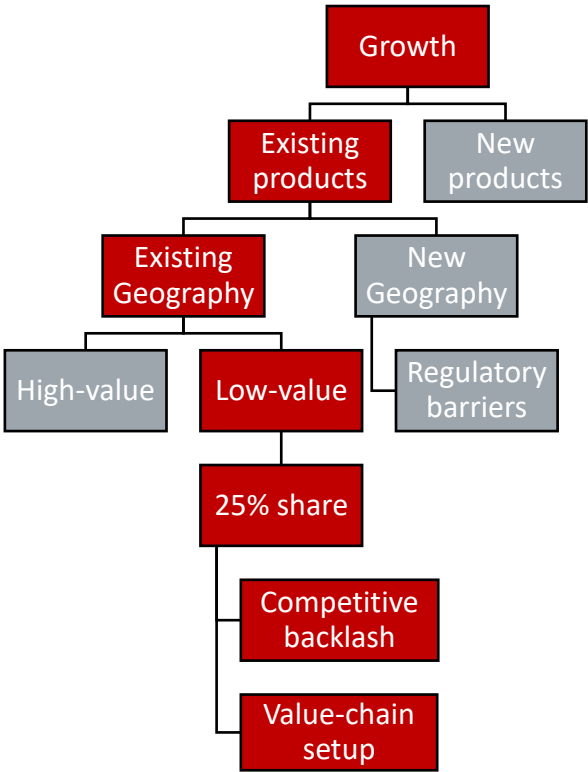 Growth
Existing
products
New
products
Existing
Geography
New
Geography
High-value
Low-value
Regulatory
barriers
25% share
Competitive
backlash
Value-chain
setup